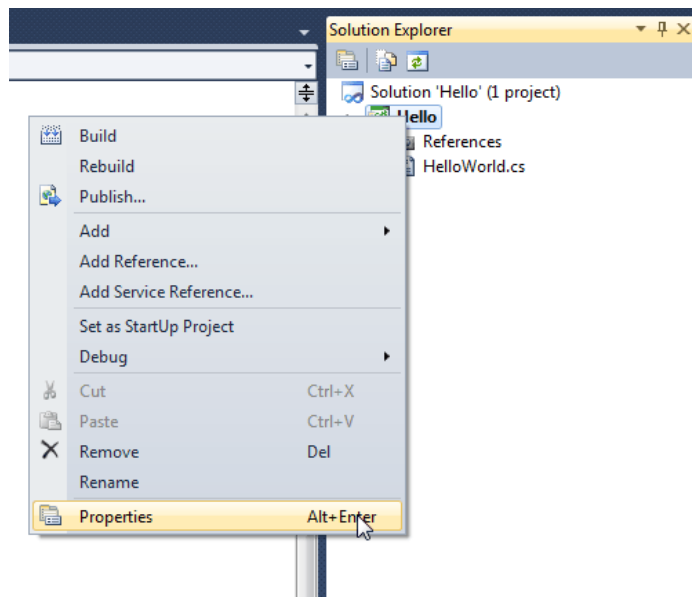 Solution Explorer
Solution 'Hello' (1 project)
Hello
References
HelloWorld.cs
Build
Rebuild
Publish...
Add
Add Reference...
Add Service Reference...
Set as StartUp Project
Debug
Cut Ctrl+X
Paste Ctrl+V
Remove Del
Rename
Properties Alt+Enter